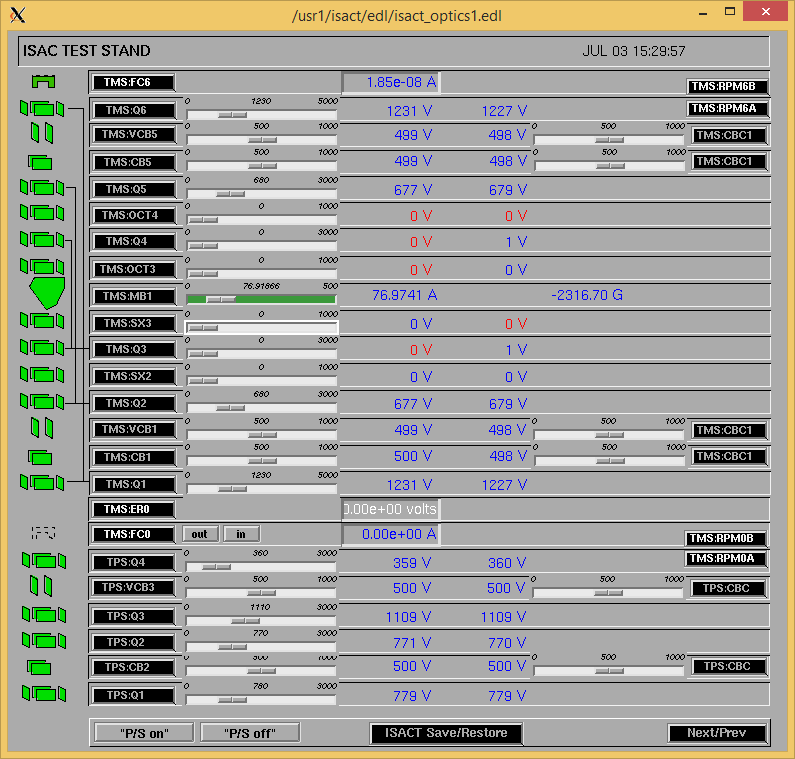 /usr1/isact/edl/isact_optics1.edl
ISAC TEST STAND JUL 03 15:29:57
TMS:FC6 1.85e-08 A TMS:RPM6B
TMS:Q6 0 1230 5000 1231 V 1227 V TMS:RPM6A
TMS:VCB5 0 500 1000 499 V 498 V 0 500 1000 TMS:CBC1
TMS:CB5 0 500 1000 499 V 498 V 0 500 1000 TMS:CBC1
TMS:Q5 0 680 3000 677 V 679 V
TMS:OCT4 0 0 1000 0 V 0 V
TMS:Q4 0 0 3000 0 V 1 V
TMS:OCT3 0 0 1000 0 V 0 V
TMS:MB1 0 76.91866 500 76.9741 A -2316.70 G
TMS:SX3 0 0 1000 0 V 0 V
TMS:Q3 0 0 3000 0 V 1 V
TMS:SX2 0 0 1000 0 V 0 V
TMS:Q2 0 680 3000 677 V 679 V
TMS:VCB1 0 500 1000 499 V 498 V 0 500 1000 TMS:CBC1
TMS:CB1 0 500 1000 500 V 498 V 0 500 1000 TMS:CBC1
TMS:Q1 0 1230 5000 1231 V 1227 V
TMS:ER0 0.00e+00 volts
TMS:FC0 out in 0.00e+00 A TMS:RPM0B
TPS:Q4 0 360 3000 359 V 360 V TMS:RPM0A
TPS:VCB3 0 500 1000 500 V 500 V 0 500 1000 TPS:CBC
TPS:Q3 0 1110 3000 1109 V 1109 V
TPS:Q2 0 770 3000 771 V 770 V
TPS:CB2 0 500 1000 500 V 500 V 0 500 1000 TPS:CBC
TPS:Q1 0 780 3000 779 V 779 V
"P/S on" "P/S off" ISACT Save/Restore Next/Prev